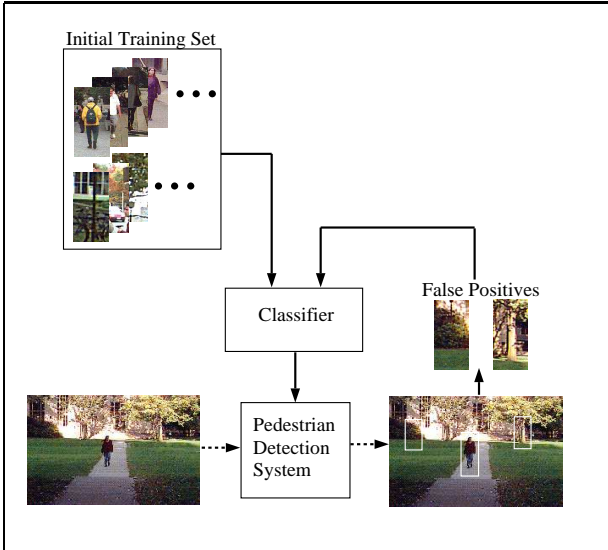 Initial Training Set
False Positives
Classifier
Pedestrian
Detection
System